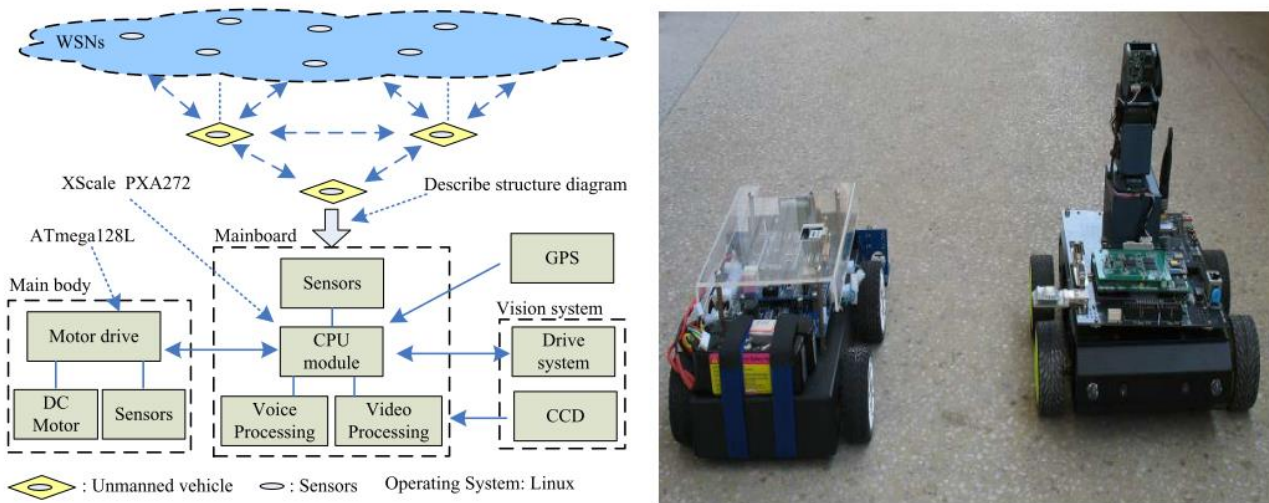 WSNs
XScale PXA272
Describe structure diagram
ATmega128L
Mainboard
GPS
Sensors
Main body
Vision system
Motor drive
CPU
module
Drive
system
DC
Motor
Sensors
Voice
Processing
Video
Processing
CCD
: Unmanned vehicle
: Sensors
Operating System: Linux